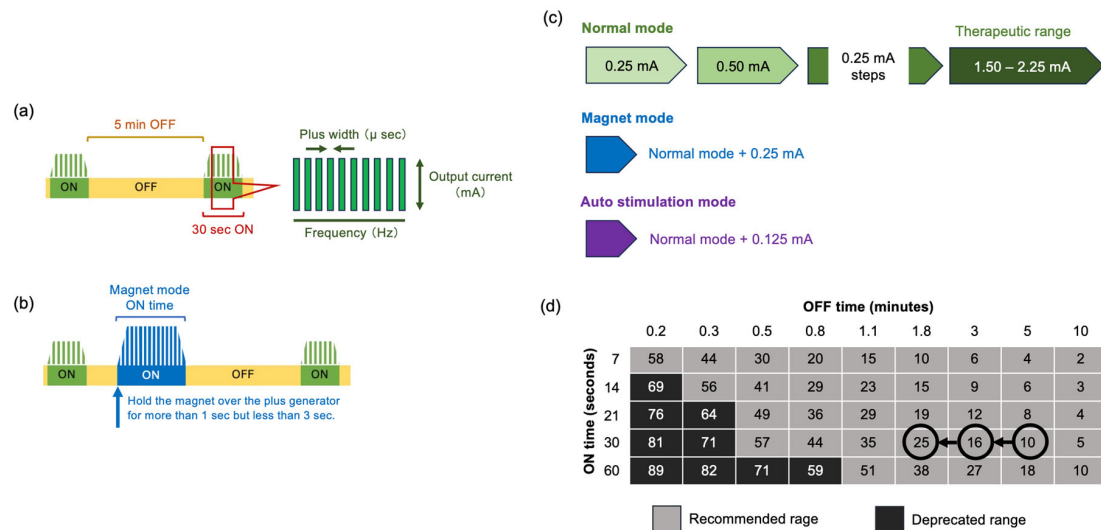 (a)
5 min OFF
ON
OFF
ON
30 sec ON
Plus width (μ sec)
Output current
(mA)
Frequency (Hz)
(b)
Magnet mode
ON time
ON
ON
OFF
ON
Hold the magnet over the plus generator
for more than 1 sec but less than 3 sec.
(c)
Normal mode
Therapeutic range
0.25 mA
0.50 mA
0.25 mA
steps
1.50 – 2.25 mA
Magnet mode
Normal mode + 0.25 mA
Auto stimulation mode
Normal mode + 0.125 mA
(d)
OFF time (minutes)
0.2 0.3 0.5 0.8 1.1 1.8 3 5 10
ON time (seconds)
7 58 44 30 20 15 10 6 4 2
14 69 56 41 29 23 15 9 6 3
21 76 64 49 36 29 19 12 8 4
30 81 71 57 44 35 25 16 10 5
60 89 82 71 59 51 38 27 18 10
Recommended rage
Deprecated range